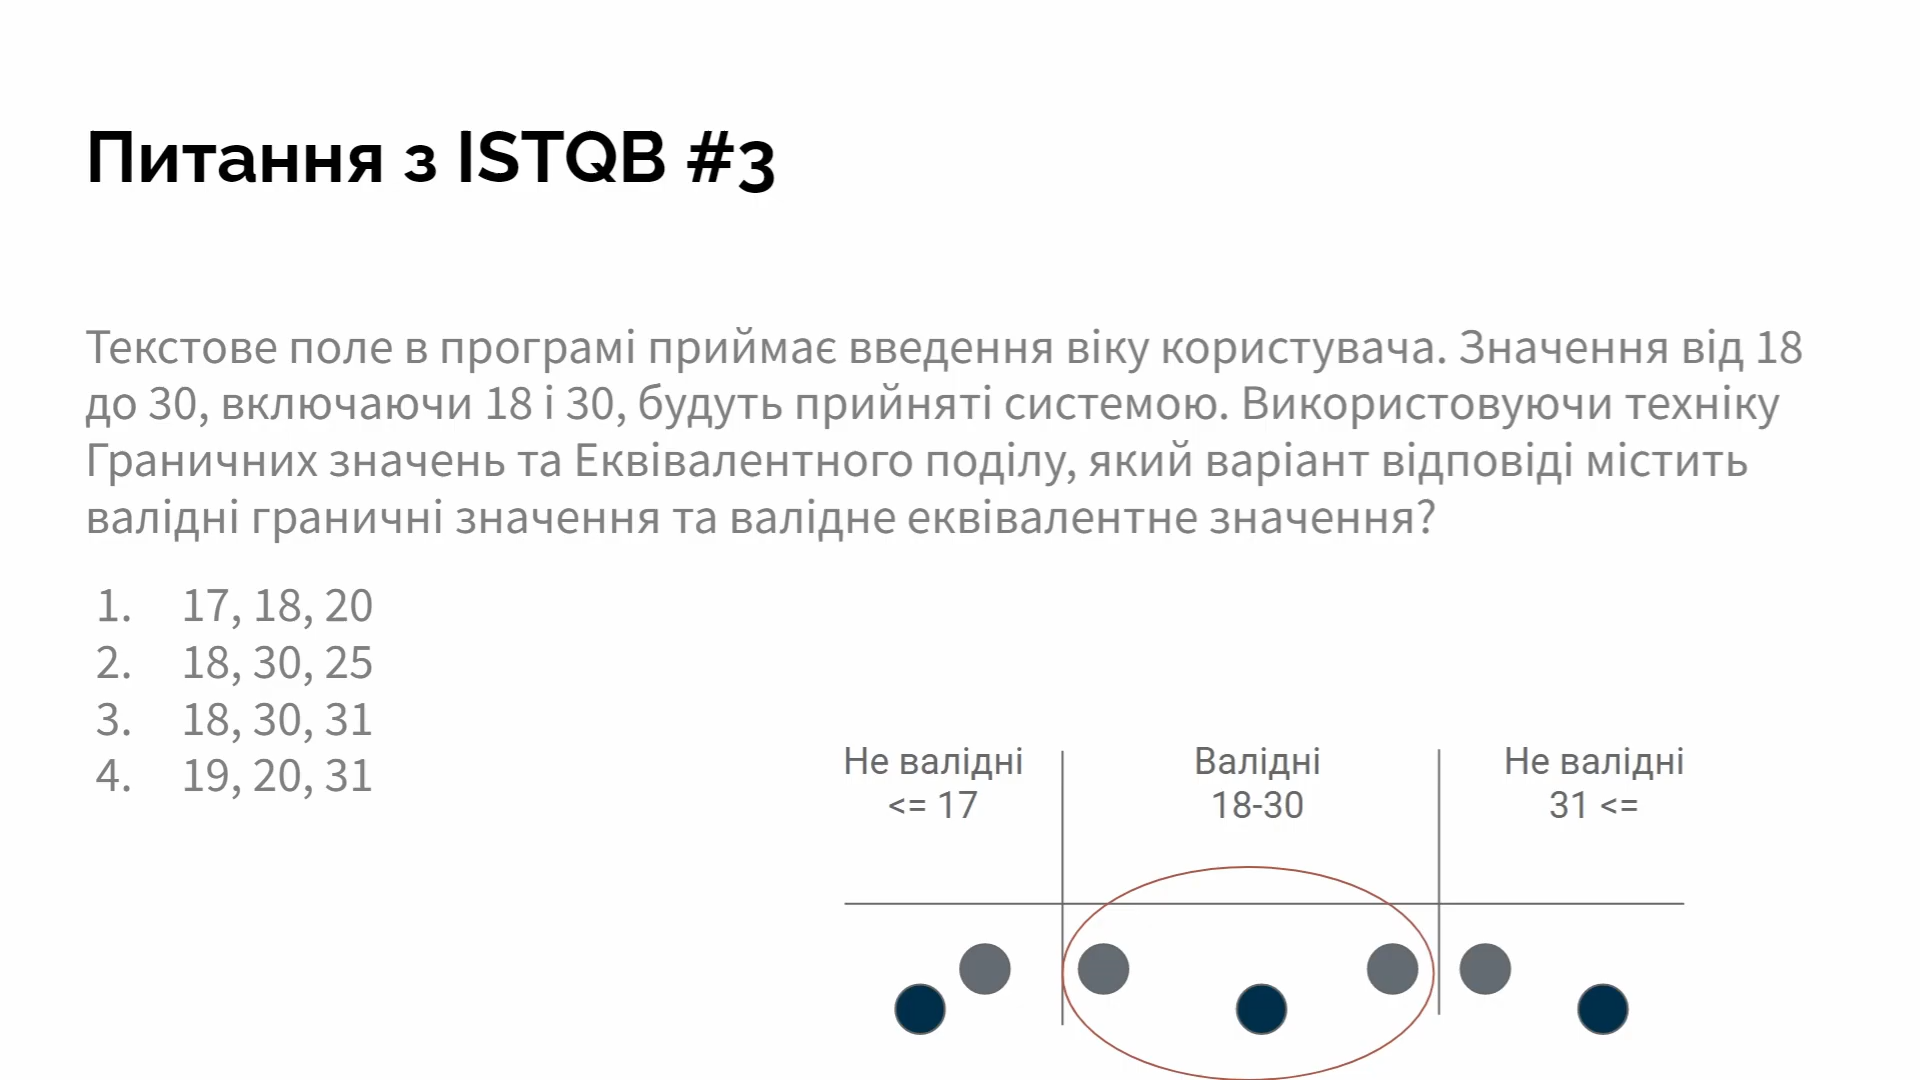 Питання з ISTQB #3
Текстове поле в програмі приймає введення віку користувача. Значення від 18
до 30, включаючи 18 і 30, будуть прийняті системою. Використовуючи техніку
Граничних значень та Еквівалентного поділу, який варіант відповіді містить
валідні граничні значення та валідне еквівалентне значення?
1. 17, 18, 20
2. 18, 30, 25
3. 18, 30, 31
4. 19, 20, 31
Не валідні
<= 17
Валідні
18-30
Не валідні
31 <=